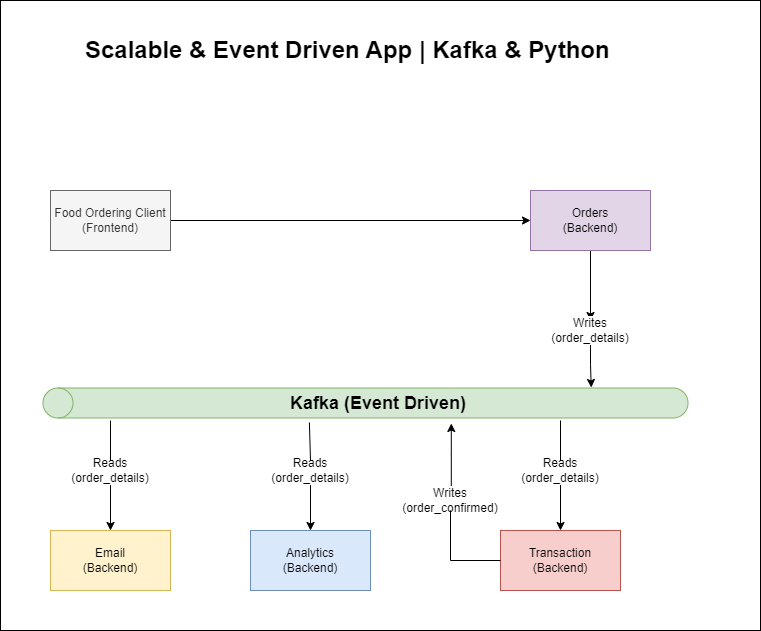 Scalable & Event Driven App | Kafka & Python
Food Ordering Client
(Frontend)
Orders
(Backend)
Writes
(order_details)
Kafka (Event Driven)
Reads
(order_details)
Reads
(order_details)
Writes
(order_confirmed)
Reads
(order_details)
Email
(Backend)
Analytics
(Backend)
Transaction
(Backend)